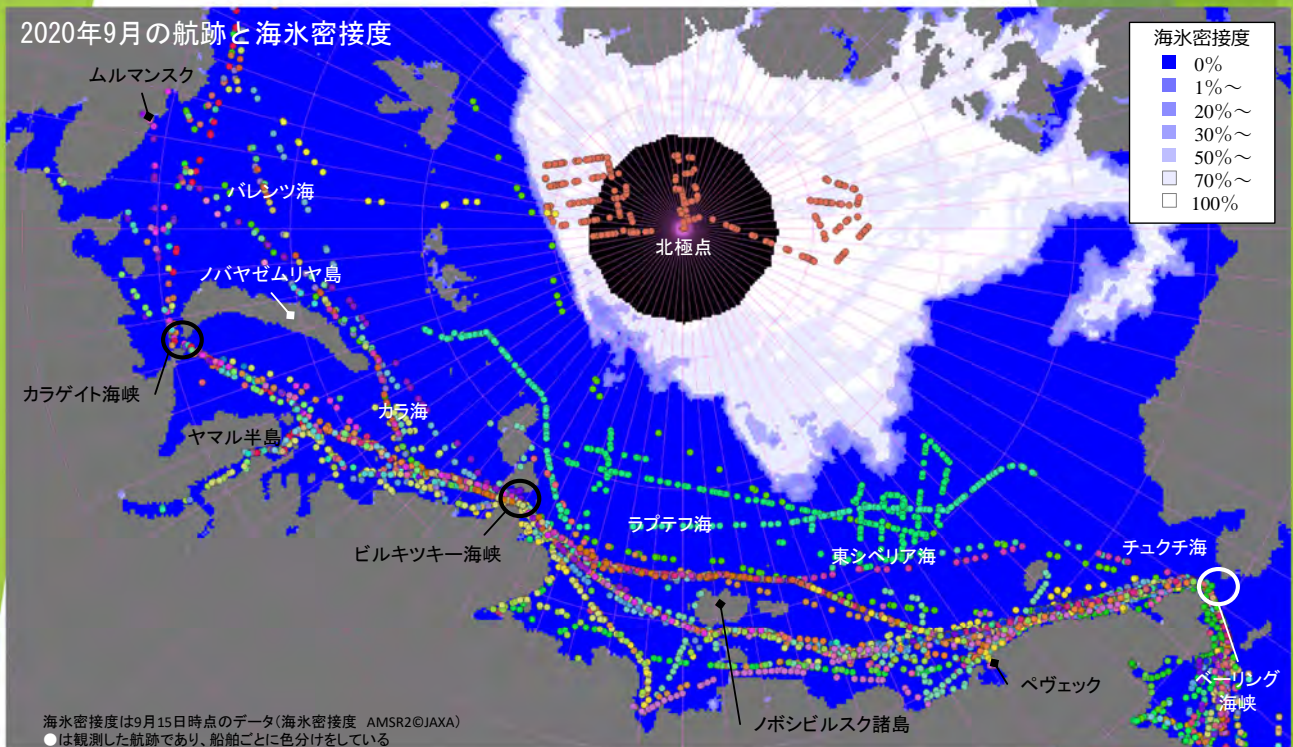 2020年9月の航跡と海氷密接度
海氷密接度
0%
1%～
20%～
30%～
50%～
70%～
100%
ムルマンスク
バレンツ海
北極点
ノバヤゼムリヤ島
カラゲイト海峡
カラ海
ヤマル半島
ビルキツキー海峡
ラプテフ海
東シベリア海
チュクチ海
ペヴェック
ベーリング
海峡
ノボシビルスク諸島
海氷密接度は9月15日時点のデータ(海氷密接度 AMSR2©JAXA)
●は観測した航跡であり、船舶ごとに色分けをしている